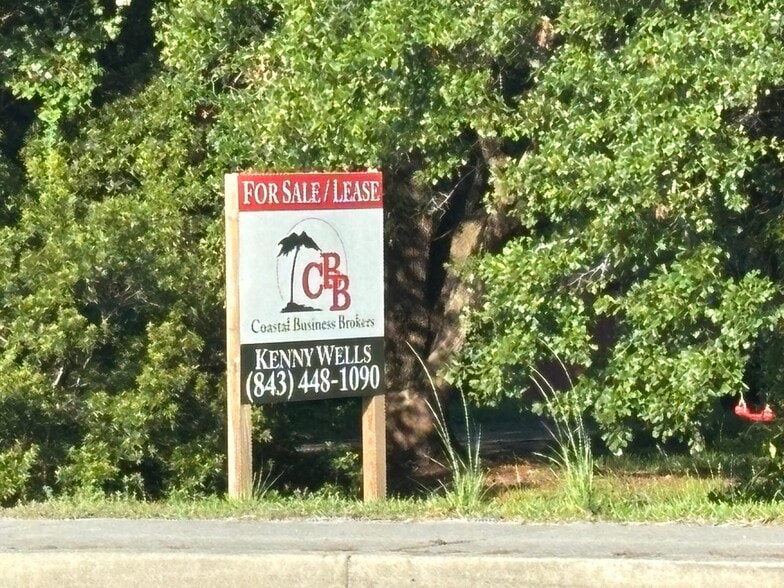 FOR SALE / LEASE
CBB
Coastal Business Brokers
KENNY WELLS
(843) 448-1090